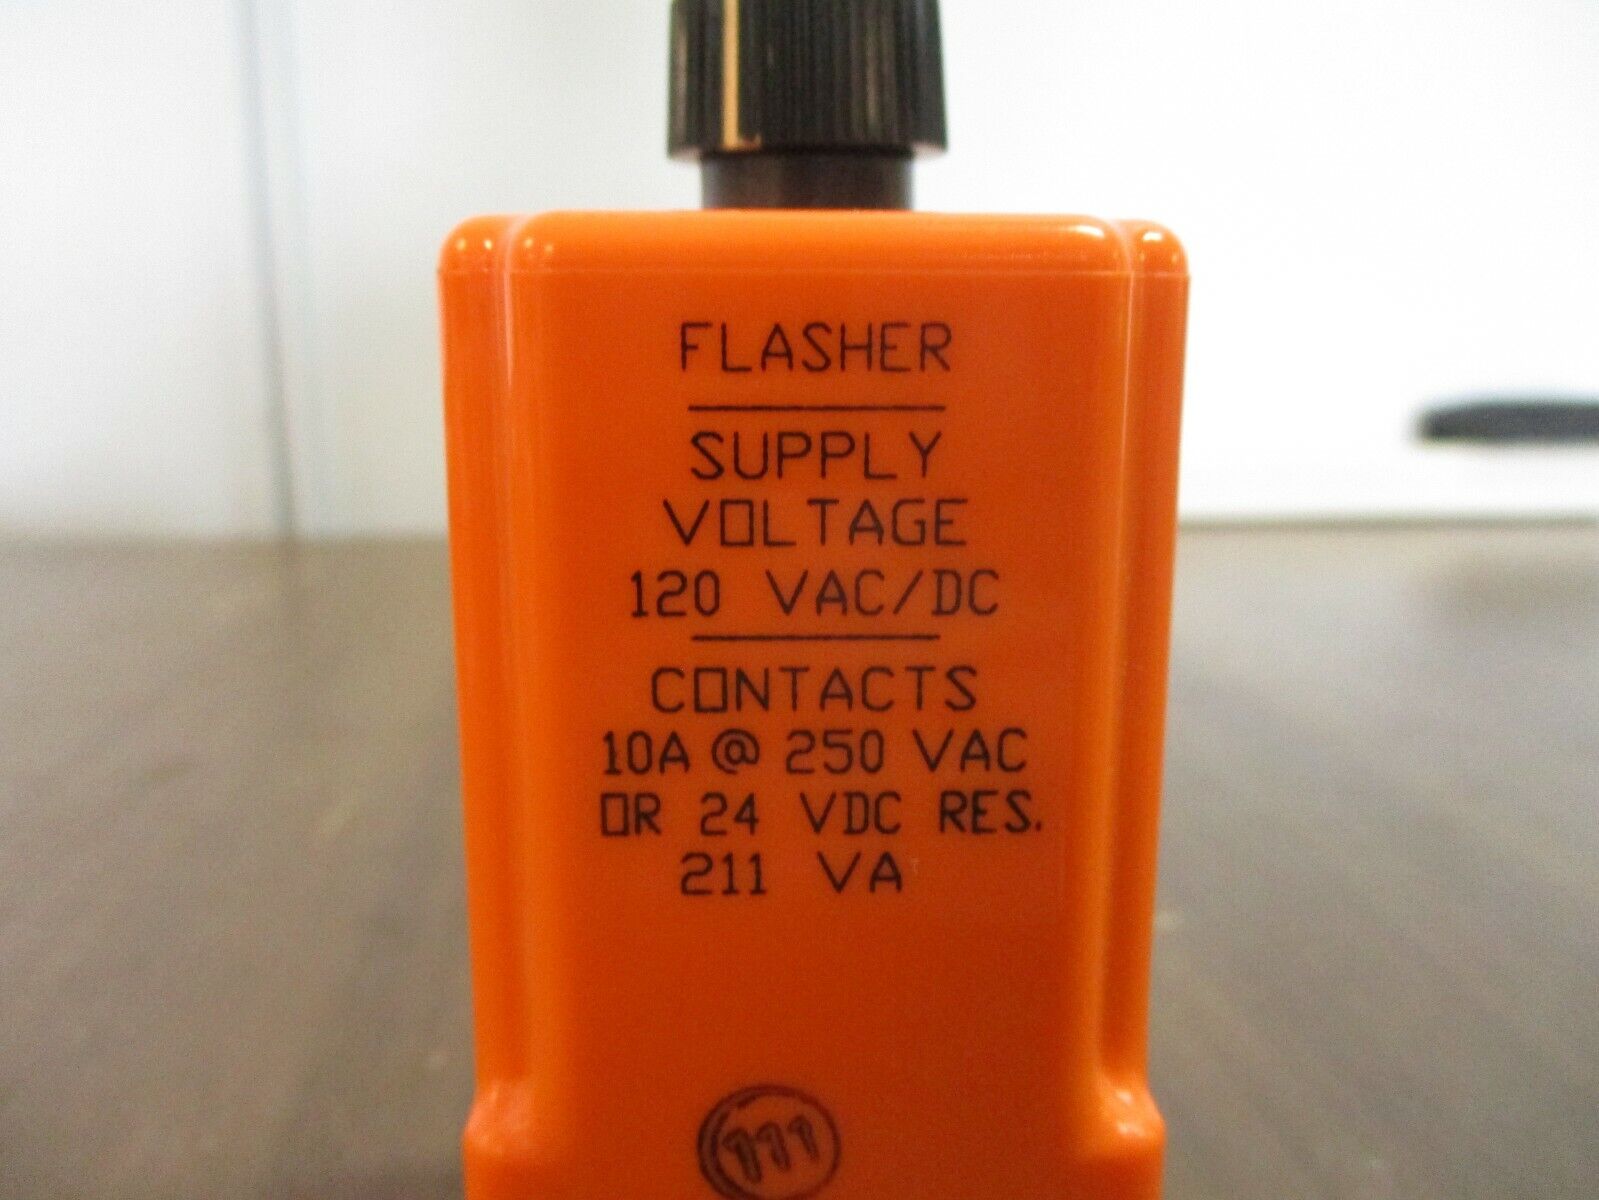 FLASHER
SUPPLY
VOLTAGE
120 VAC/DC
CONTACTS
10A @ 250 VAC
OR 24 VDC RES.
211 VA